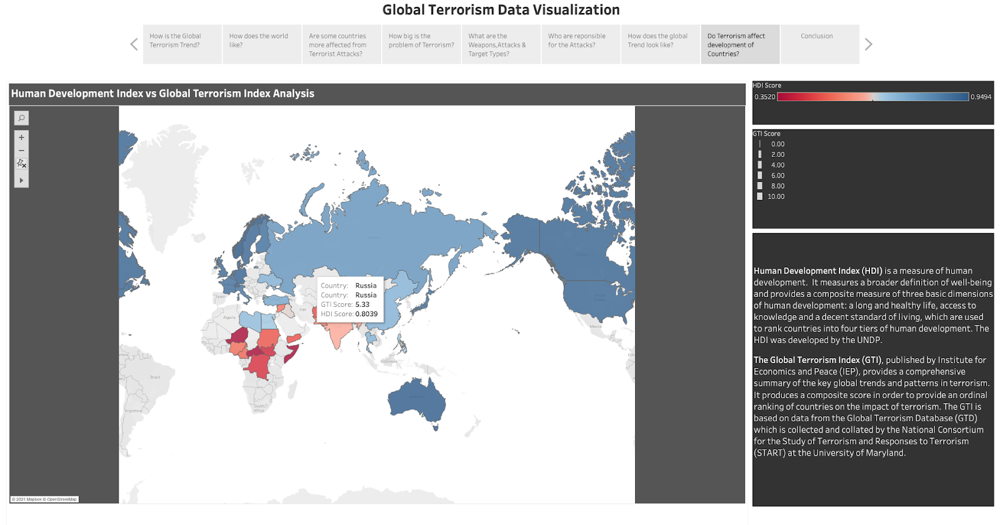 Global Terrorism Data Visualization
How is the Global
Terrorism Trend?
How does the world
like?
Are some countries
more affected from
Terrorist Attacks?
How big is the
problem of Terrorism?
What are the
Weapons,Attacks &
Target Types?
Who are reponsible
for the Attacks?
How does the global
Trend look like?
Do Terrorism affect
development of
Countries?
Conclusion
Human Development Index vs Global Terrorism Index Analysis
Country: Russia
Country: Russia
GTI Score: 5.33
HDI Score: 0.8039
Spain
Algeria
Iran
Mexico
Indonesia
Brazil
Argentina
South
Africa
© 2021 Mapbox © OpenStreetMap
HDI Score
0.3520
0.9494
GTI Score
0.00
2.00
4.00
6.00
8.00
10.00
Human Development Index (HDI) is a measure of human
development. It measures a broader definition of well-being
and provides a composite measure of three basic dimensions
of human development: a long and healthy life, access to
knowledge and a decent standard of living, which are used
to rank countries into four tiers of human development. The
HDI was developed by the UNDP.
The Global Terrorism Index (GTI), published by Institute for
Economics and Peace (IEP), provides a comprehensive
summary of the key global trends and patterns in terrorism.
It produces a composite score in order to provide an ordinal
ranking of countries on the impact of terrorism. The GTI is
based on data from the Global Terrorism Database (GTD)
which is collected and collated by the National Consortium
for the Study of Terrorism and Responses to Terrorism
(START) at the University of Maryland.